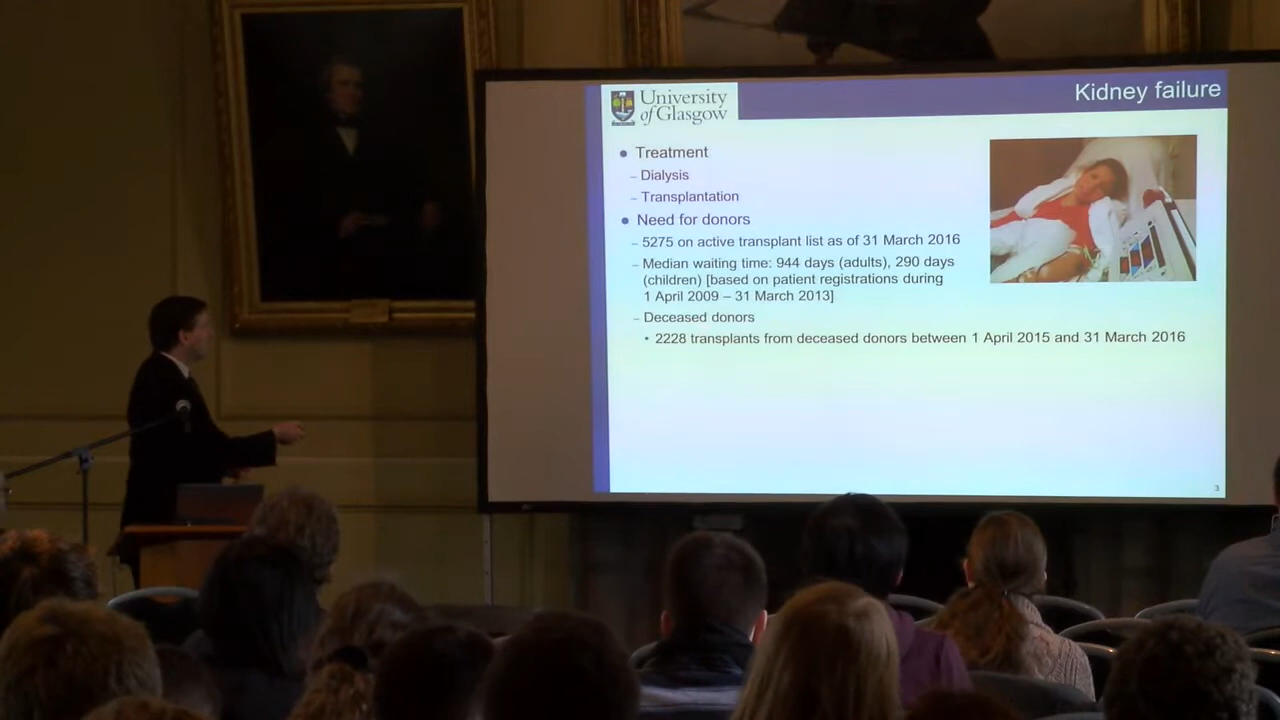 University
of Glasgow
Kidney failure
● Treatment
– Dialysis
– Transplantation
● Need for donors
– 5275 on active transplant list as of 31 March 2016
– Median waiting time: 944 days (adults), 290 days
(children) [based on patient registrations during
1 April 2009 – 31 March 2013]
– Deceased donors
• 2228 transplants from deceased donors between 1 April 2015 and 31 March 2016
3